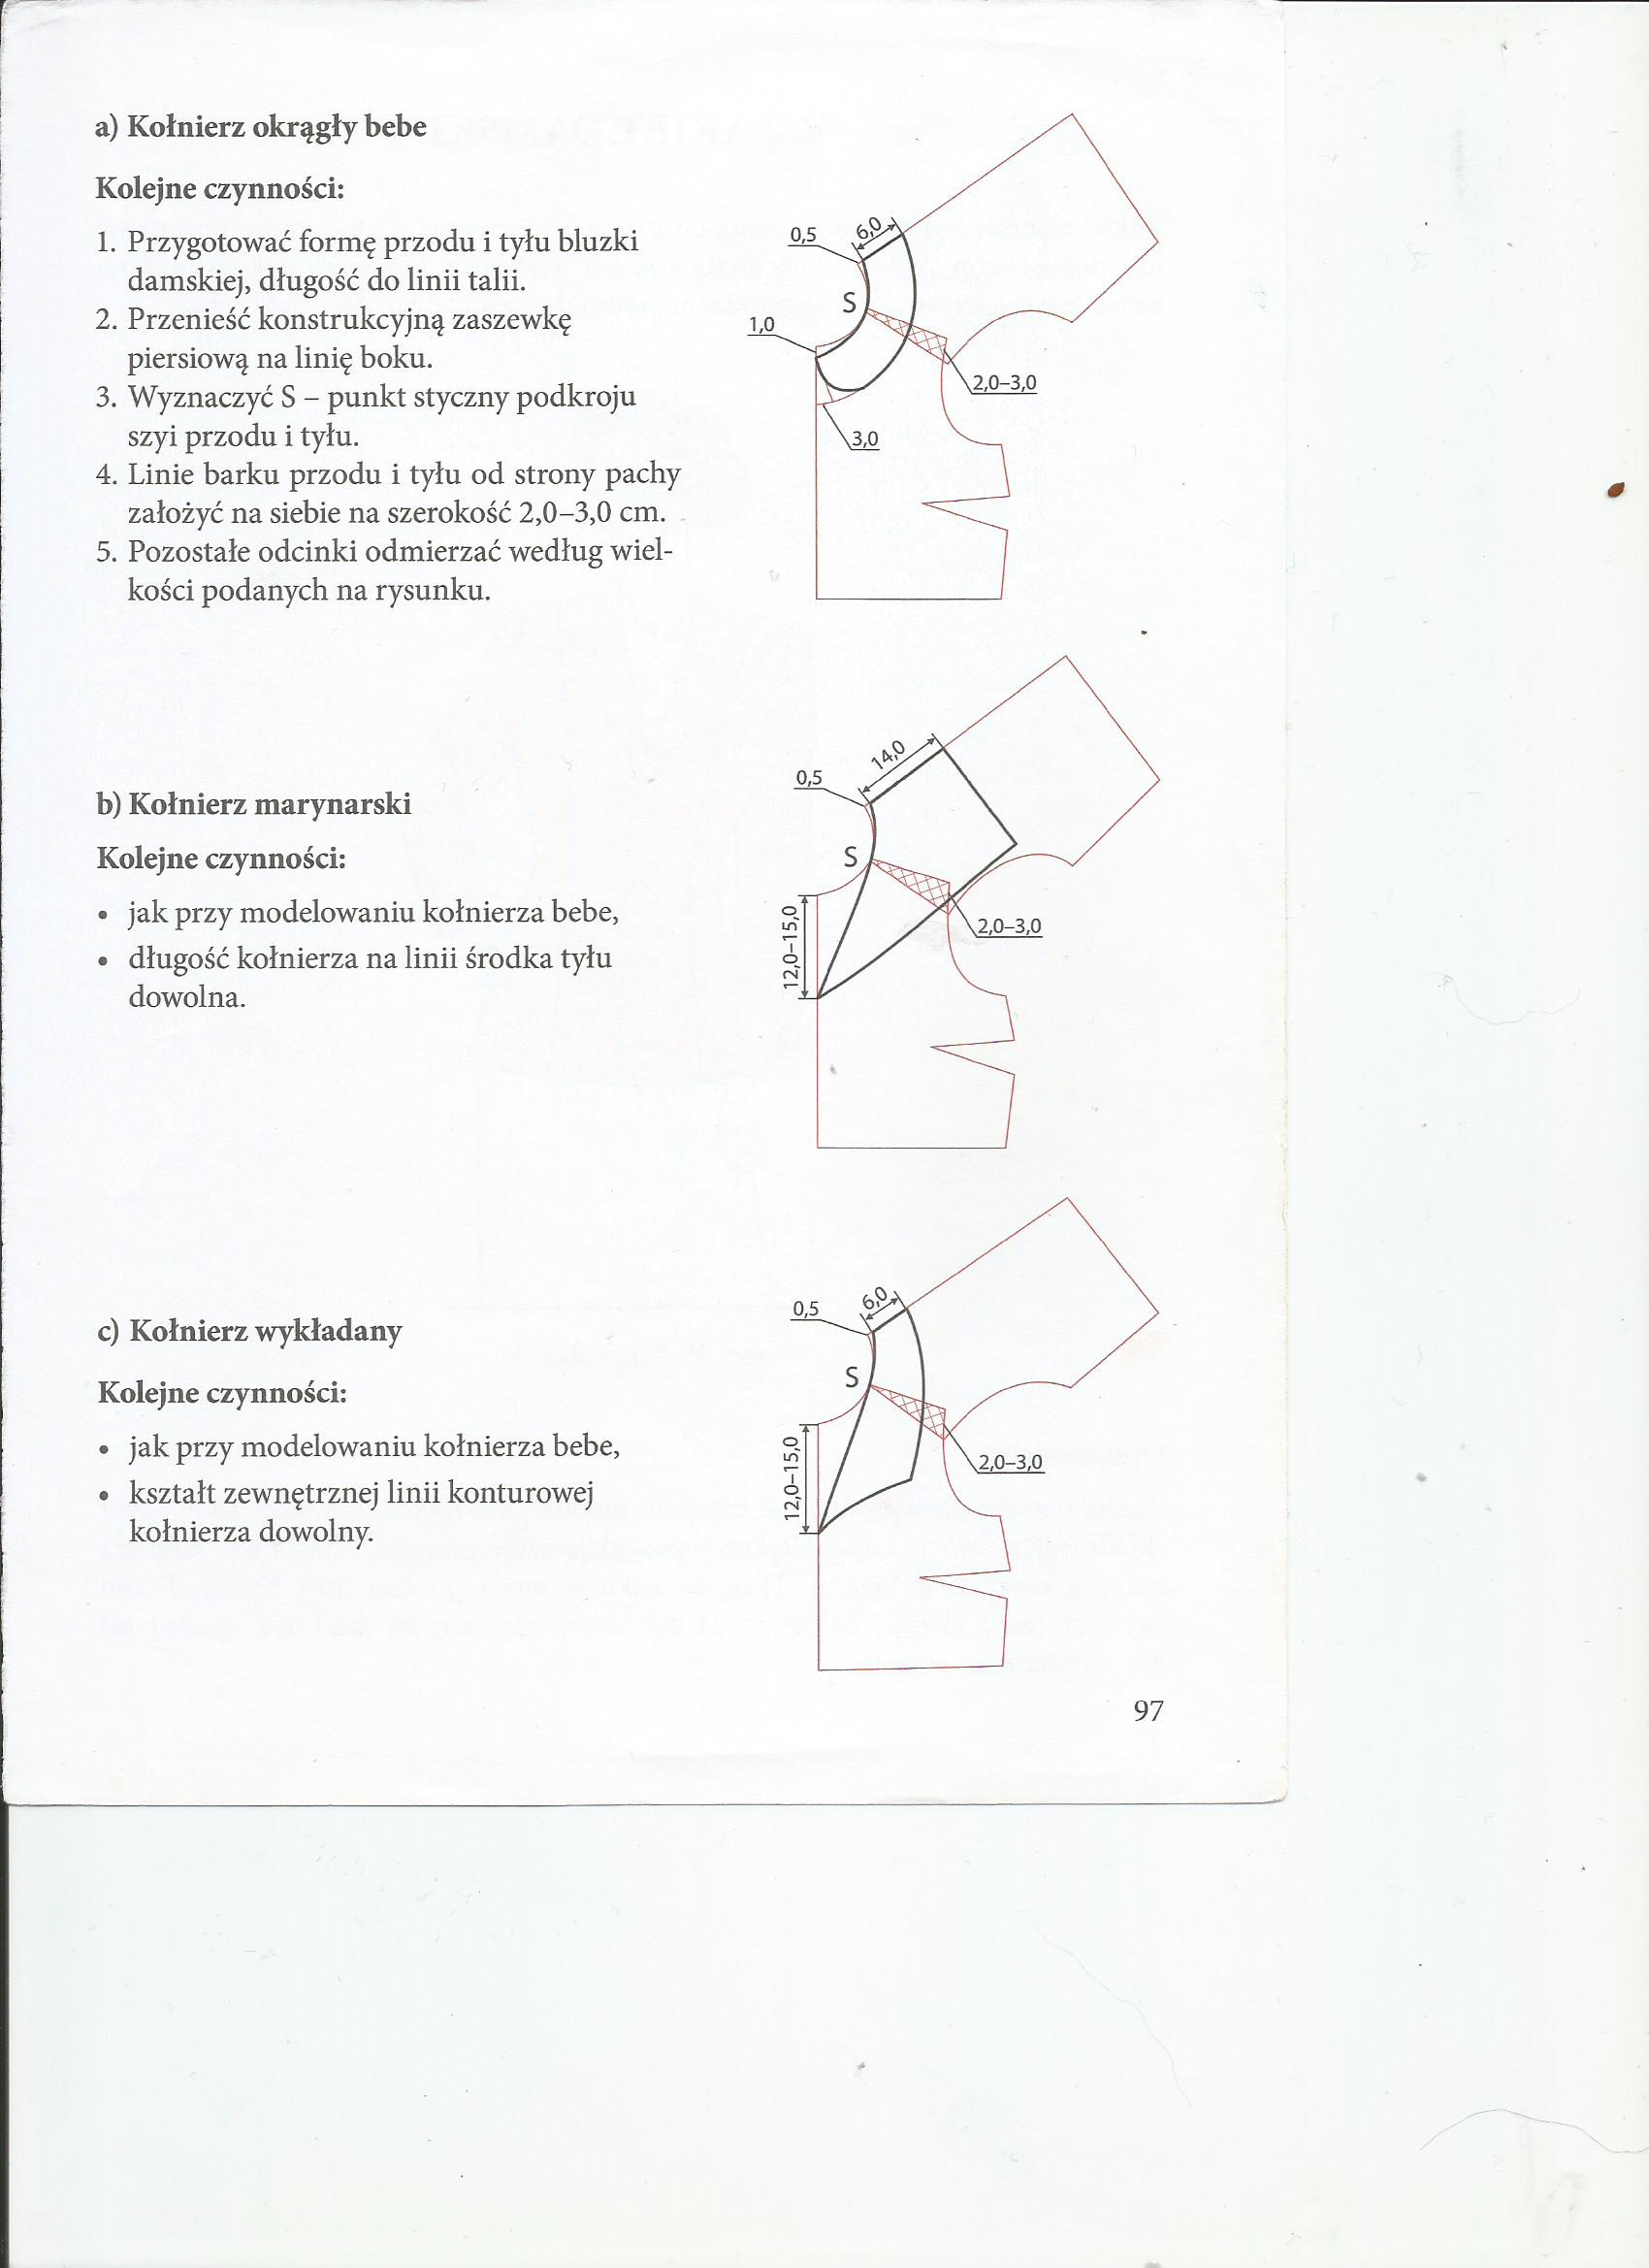 a) Kołnierz okrągły bebe
Kolejne czynności:
1. Przygotować formę przodu i tyłu bluzki
damskiej, długość do linii talii.
2. Przenieść konstrukcyjną zaszewkę
piersiową na linię boku.
3. Wyznaczyć S – punkt styczny podkroju
szyi przodu i tyłu.
4. Linie barku przodu i tyłu od strony pachy
założyć na siebie na szerokość 2,0–3,0 cm.
5. Pozostałe odcinki odmierzać według wiel-
kości podanych na rysunku.
0,5
6,0
S
1,0
2,0–3,0
3,0
b) Kołnierz marynarski
Kolejne czynności:
• jak przy modelowaniu kołnierza bebe,
• długość kołnierza na linii środka tyłu
dowolna.
14,0
0,5
S
12,0–15,0
2,0–3,0
c) Kołnierz wykładany
Kolejne czynności:
• jak przy modelowaniu kołnierza bebe,
• kształt zewnętrznej linii konturowej
kołnierza dowolny.
6,0
0,5
S
12,0–15,0
2,0–3,0
97